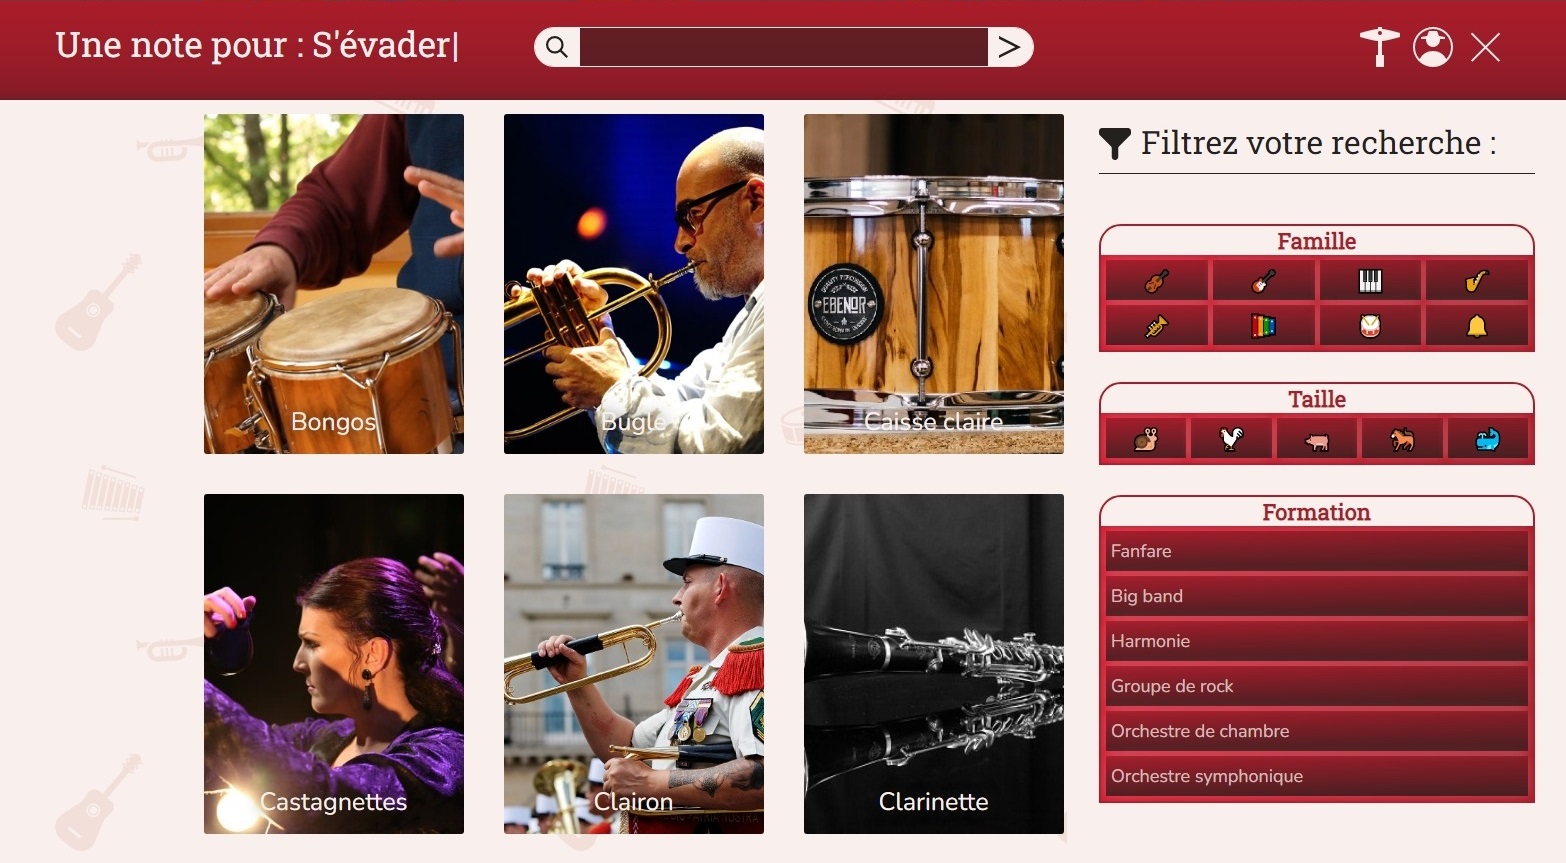 Une note pour : S'évader|
Filtrez votre recherche :
Bongos
Bugle
Caisse claire
EBENOR
Castagnettes
Clairon
Clarinette
Famille
Taille
Formation
Fanfare
Big band
Harmonie
Groupe de rock
Orchestre de chambre
Orchestre symphonique